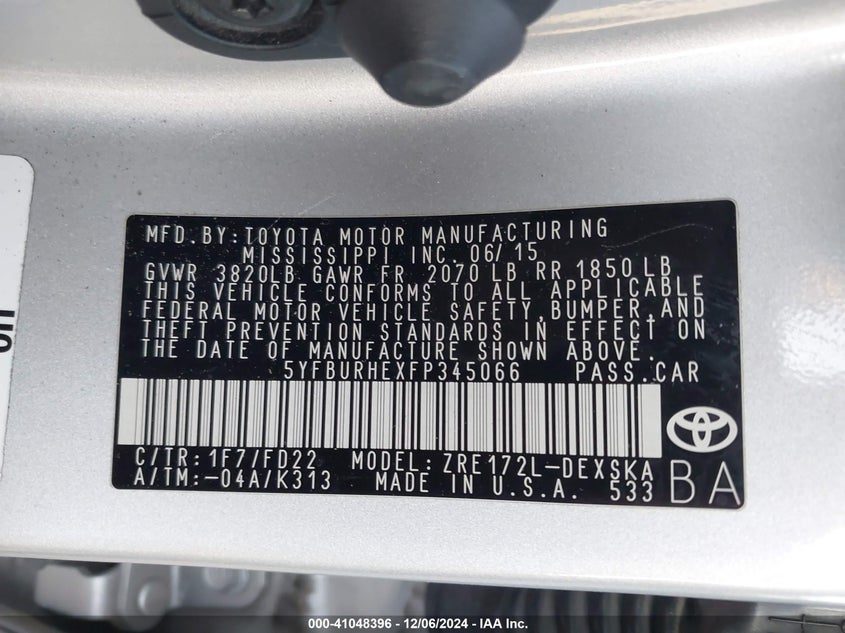 MFD.BY:TOYOTA MOTOR MANUFACTURING
MISSISSIPPI INC. 06/15
GVWR 3820LB GAWR FR 2070 LB RR 1850 LB
THIS VEHICLE CONFORMS TO ALL APPLICABLE
FEDERAL MOTOR VEHICLE SAFETY,BUMPER,AND
THEFT PREVENTION STANDARDS IN EFFECT ON
THE DATE OF MANUFACTURE SHOWN ABOVE.
5YFBURHEXFP345066 PASS.CAR
C/TR: 1F7/FD22 MODEL: ZRE172L-DEXSKA
A/TM:-04A/K313 MADE IN U.S.A. 533
BA
000-41048396 - 12/06/2024 - IAA Inc.